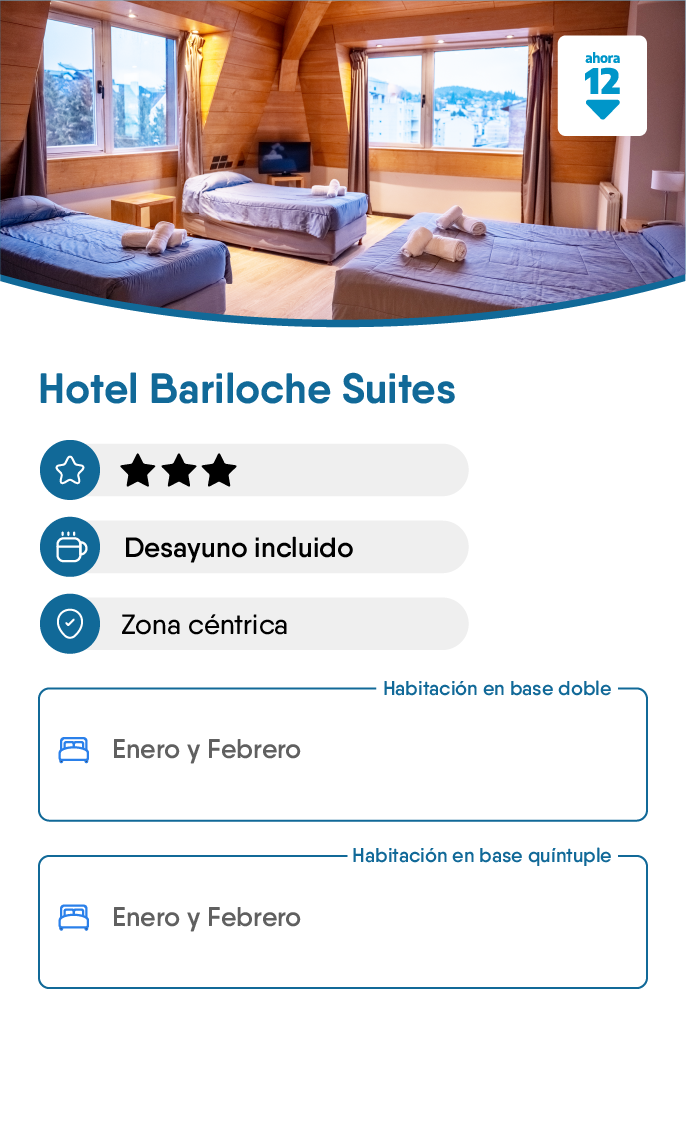 ahora
12
Hotel Bariloche Suites
Desayuno incluido
Zona céntrica
Habitación en base doble
Enero y Febrero
Habitación en base quíntuple
Enero y Febrero